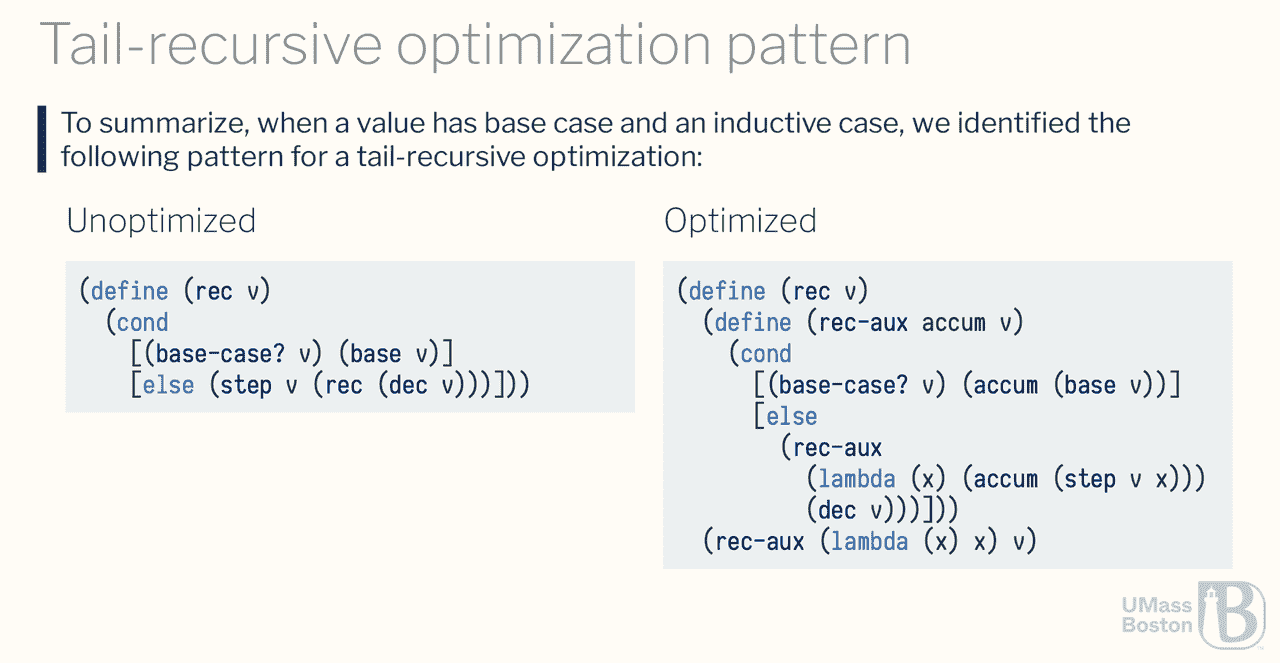 Tail-recursive optimization pattern
To summarize, when a value has base case and an inductive case, we identified the
following pattern for a tail-recursive optimization:
Unoptimized
(define (rec v)
  (cond
    [(base-case? v) (base v)]
    [else (step v (rec (dec v)))]))
Optimized
(define (rec v)
  (define (rec-aux accum v)
    (cond
      [(base-case? v) (accum (base v))]
      [else
        (rec-aux
          (lambda (x) (accum (step v x)))
          (dec v)))]))
  (rec-aux (lambda (x) x) v)
UMass
Boston
B